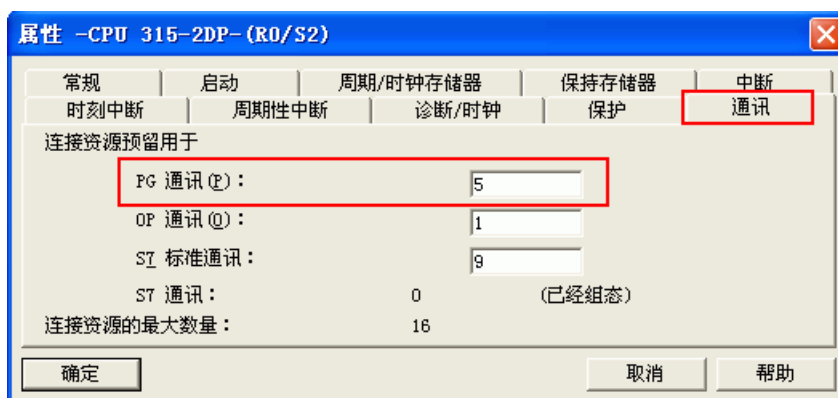 属性 -CPU 315-2DP-(R0/S2)
常规 启动 周期/时钟存储器 保持存储器 中断
时刻中断 周期性中断 诊断/时钟 保护 通讯
连接资源预留用于
PG 通讯(P): 5
OP 通讯(O): 1
S7 标准通讯: 9
S7 通讯: 0 (已经组态)
连接资源的最大数量: 16
确定 取消 帮助